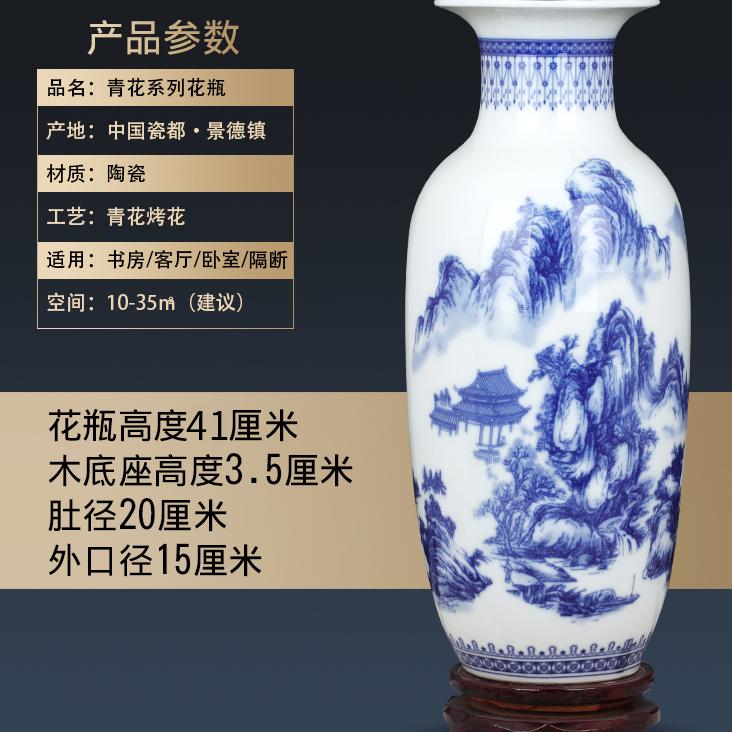 产品参数
品名：青花系列花瓶
产地：中国瓷都·景德镇
材质：陶瓷
工艺：青花烤花
适用：书房/客厅/卧室/隔断
空间：10-35㎡（建议）
花瓶高度41厘米
木底座高度3.5厘米
肚径20厘米
外口径15厘米